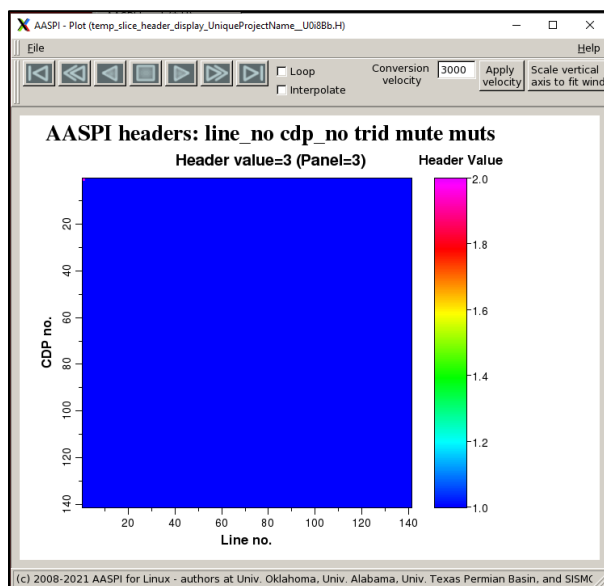 AASPI - Plot (temp_slice_header_display_UniqueProjectName__U0i8Bb.H)
File
Help
Loop
Interpolate
Conversion
velocity
3000
Apply
velocity
Scale vertical
axis to fit wind
AASPI headers: line_no cdp_no trid mute muts
Header value=3 (Panel=3)
Header Value
CDP no.
20
40
60
80
100
120
140
20
40
60
80
100
120
140
Line no.
2.0
1.8
1.6
1.4
1.2
1.0
(c) 2008-2021 AASPI for Linux - authors at Univ. Oklahoma, Univ. Alabama, Univ. Texas Permian Basin, and SISMO